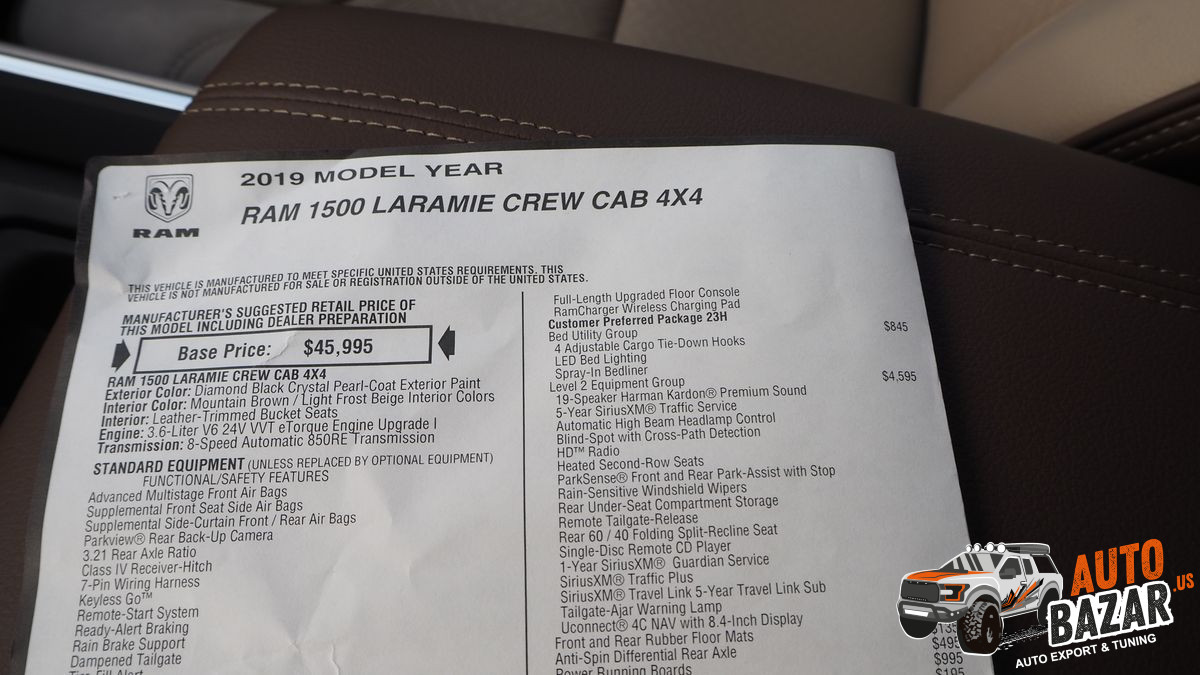 RAM
2019 MODEL YEAR
RAM 1500 LARAMIE CREW CAB 4X4
THIS VEHICLE IS MANUFACTURED TO MEET SPECIFIC UNITED STATES REQUIREMENTS. THIS
VEHICLE IS NOT MANUFACTURED FOR SALE OR REGISTRATION OUTSIDE OF THE UNITED STATES.
MANUFACTURER'S SUGGESTED RETAIL PRICE OF
THIS MODEL INCLUDING DEALER PREPARATION
Base Price: $45,995
RAM 1500 LARAMIE CREW CAB 4X4
Exterior Color: Diamond Black Crystal Pearl-Coat Exterior Paint
Interior Color: Mountain Brown / Light Frost Beige Interior Colors
Interior: Leather-Trimmed Bucket Seats
Engine: 3.6-Liter V6 24V VVT eTorque Engine Upgrade I
Transmission: 8-Speed Automatic 850RE Transmission
STANDARD EQUIPMENT (UNLESS REPLACED BY OPTIONAL EQUIPMENT)
FUNCTIONAL/SAFETY FEATURES
Advanced Multistage Front Air Bags
Supplemental Front Seat Side Air Bags
Supplemental Side-Curtain Front / Rear Air Bags
Parkview® Rear Back-Up Camera
3.21 Rear Axle Ratio
Class IV Receiver-Hitch
7-Pin Wiring Harness
Keyless Go™
Remote-Start System
Ready-Alert Braking
Rain Brake Support
Dampened Tailgate
Tire-Fill Alert
Full-Length Upgraded Floor Console
RamCharger Wireless Charging Pad
Customer Preferred Package 23H
Bed Utility Group $845
4 Adjustable Cargo Tie-Down Hooks
LED Bed Lighting
Spray-In Bedliner
Level 2 Equipment Group $4,595
19-Speaker Harman Kardon® Premium Sound
5-Year SiriusXM® Traffic Service
Automatic High Beam Headlamp Control
Blind-Spot with Cross-Path Detection
HD™ Radio
Heated Second-Row Seats
ParkSense® Front and Rear Park-Assist with Stop
Rain-Sensitive Windshield Wipers
Rear Under-Seat Compartment Storage
Remote Tailgate-Release
Rear 60 / 40 Folding Split-Recline Seat
Single-Disc Remote CD Player
1-Year SiriusXM® Guardian Service
SiriusXM® Traffic Plus
SiriusXM® Travel Link 5-Year Travel Link Sub
Tailgate-Ajar Warning Lamp
Uconnect® 4C NAV with 8.4-Inch Display
Front and Rear Rubber Floor Mats $135
Anti-Spin Differential Rear Axle $495
Power Running Boards $995
$195
AUTO
BAZAR.US
AUTO EXPORT & TUNING